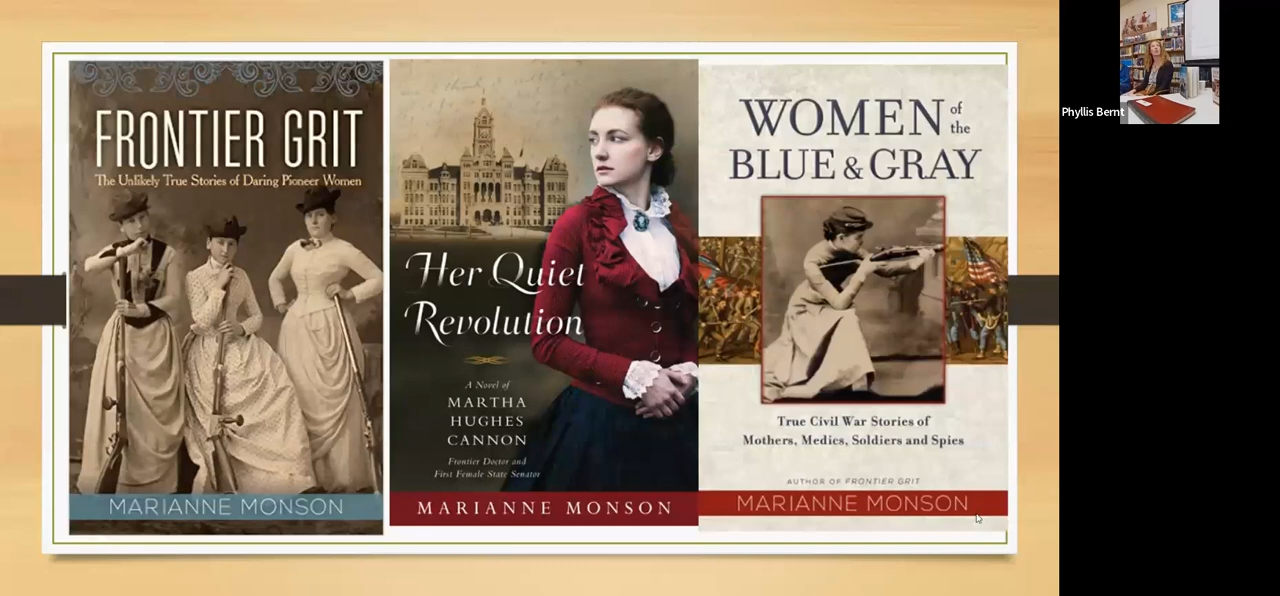 FRONTIER GRIT
The Unlikely True Stories of Daring Pioneer Women
MARIANNE MONSON
Her Quiet
Revolution
A Novel of
MARTHA
HUGHES
CANNON
Frontier Doctor and
First Female State Senator
MARIANNE MONSON
WOMEN of
the
BLUE & GRAY
True Civil War Stories of
Mothers, Medics, Soldiers and Spies
AUTHOR OF FRONTIER GRIT
MARIANNE MONSON
Phyllis Bernt